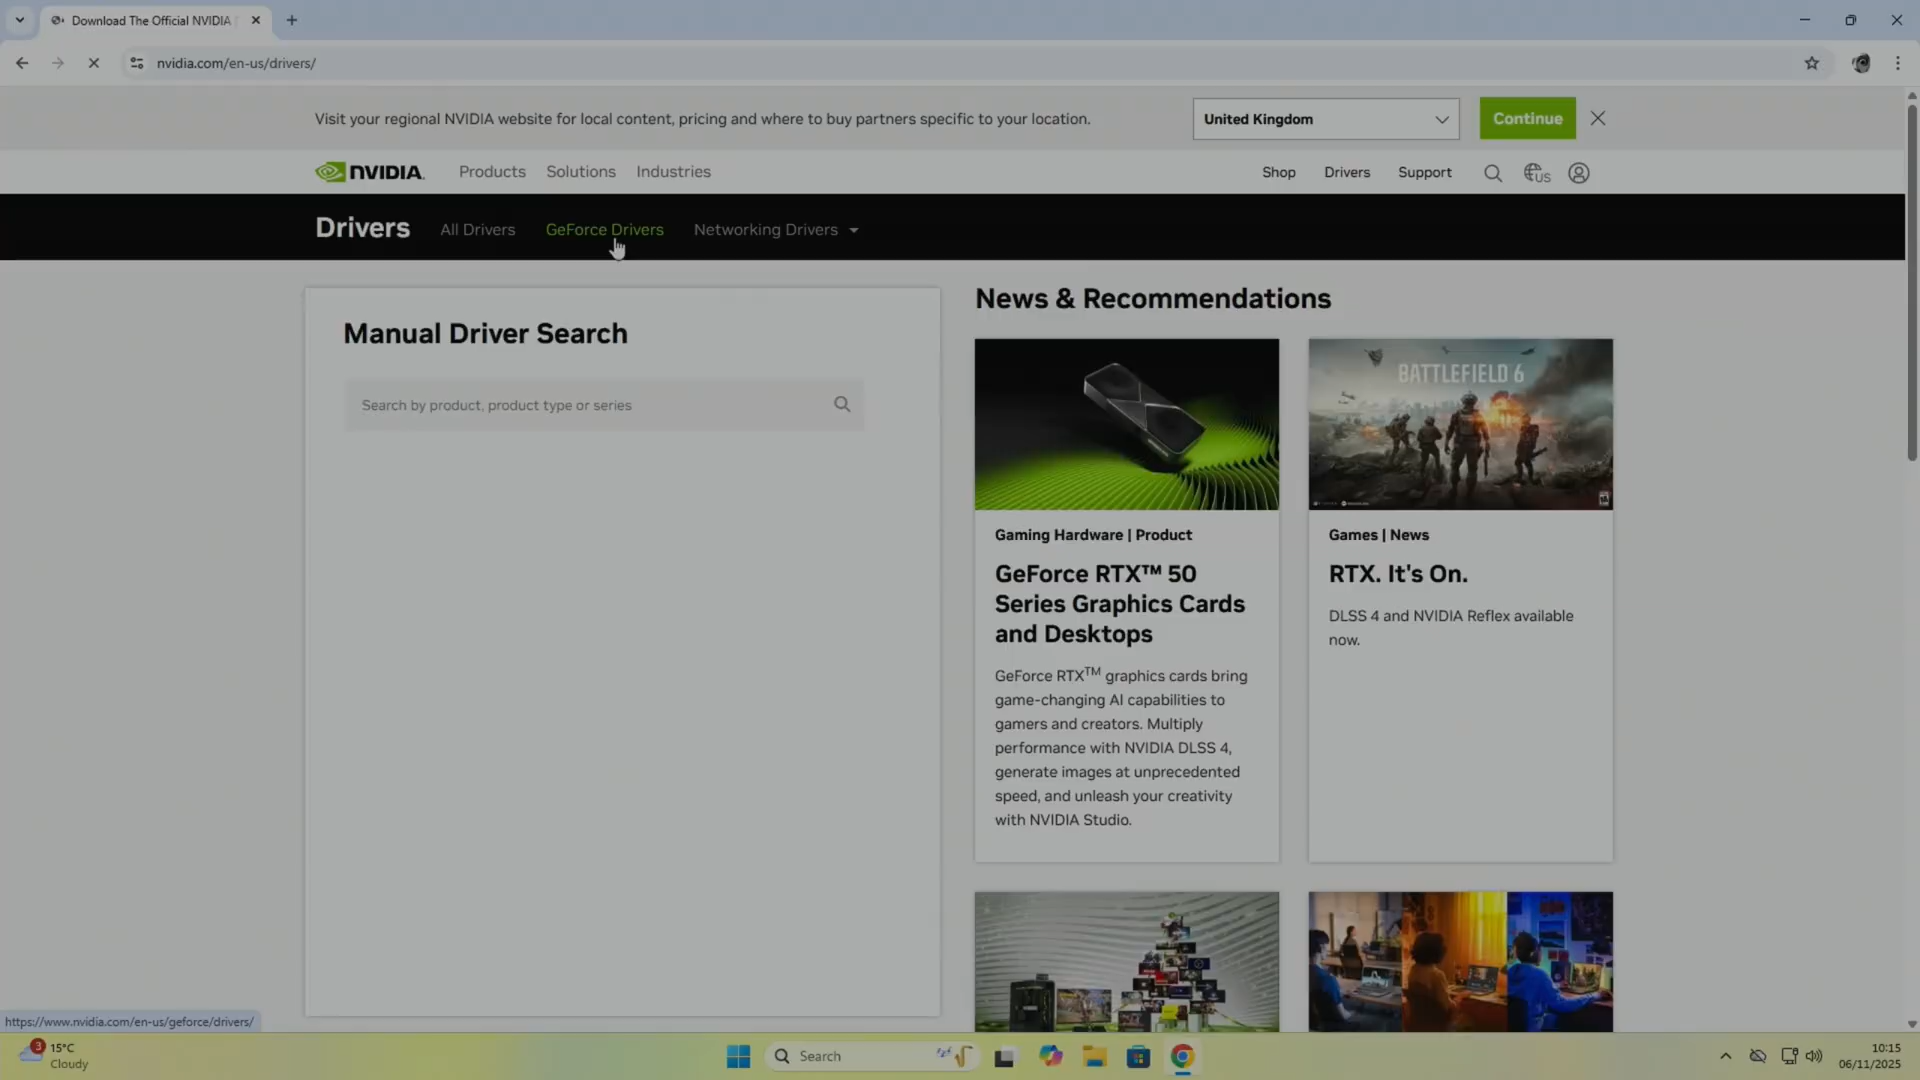 Download The Official NVIDIA
nvidia.com/en-us/drivers/
Visit your regional NVIDIA website for local content, pricing and where to buy partners specific to your location.
United Kingdom
Continue
NVIDIA.
Products
Solutions
Industries
Shop
Drivers
Support
US
Drivers
All Drivers
GeForce Drivers
Networking Drivers
Manual Driver Search
Search by product, product type or series
News & Recommendations
BATTLEFIELD 6
Gaming Hardware | Product
GeForce RTX™ 50
Series Graphics Cards
and Desktops
GeForce RTXTM graphics cards bring
game-changing AI capabilities to
gamers and creators. Multiply
performance with NVIDIA DLSS 4,
generate images at unprecedented
speed, and unleash your creativity
with NVIDIA Studio.
Games | News
RTX. It's On.
DLSS 4 and NVIDIA Reflex available
now.
https://www.nvidia.com/en-us/geforce/drivers/
3
15°C
Cloudy
Search
10:15
06/11/2025